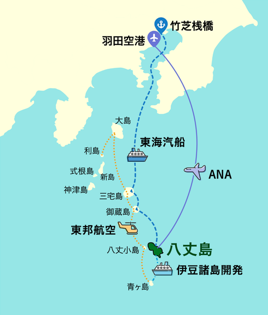 竹芝桟橋
羽田空港
大島
東海汽船
利島
式根島
新島
神津島
三宅島
ANA
御蔵島
東邦航空
八丈島
八丈小島
伊豆諸島開発
青ヶ島